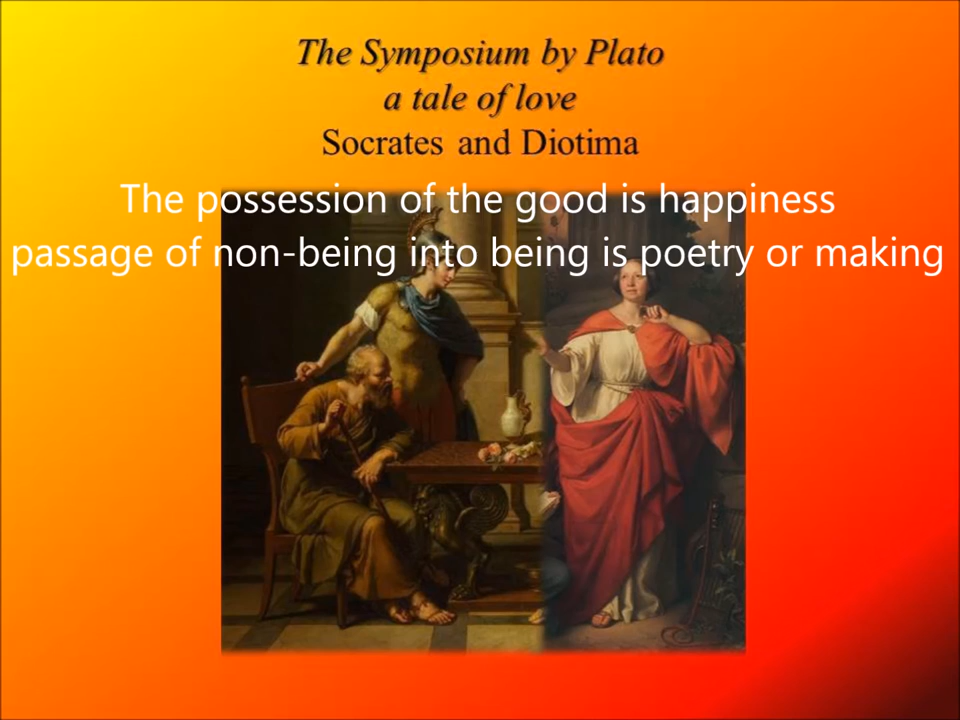 The Symposium by Plato
a tale of love
Socrates and Diotima
The possession of the good is happiness
passage of non-being into being is poetry or making